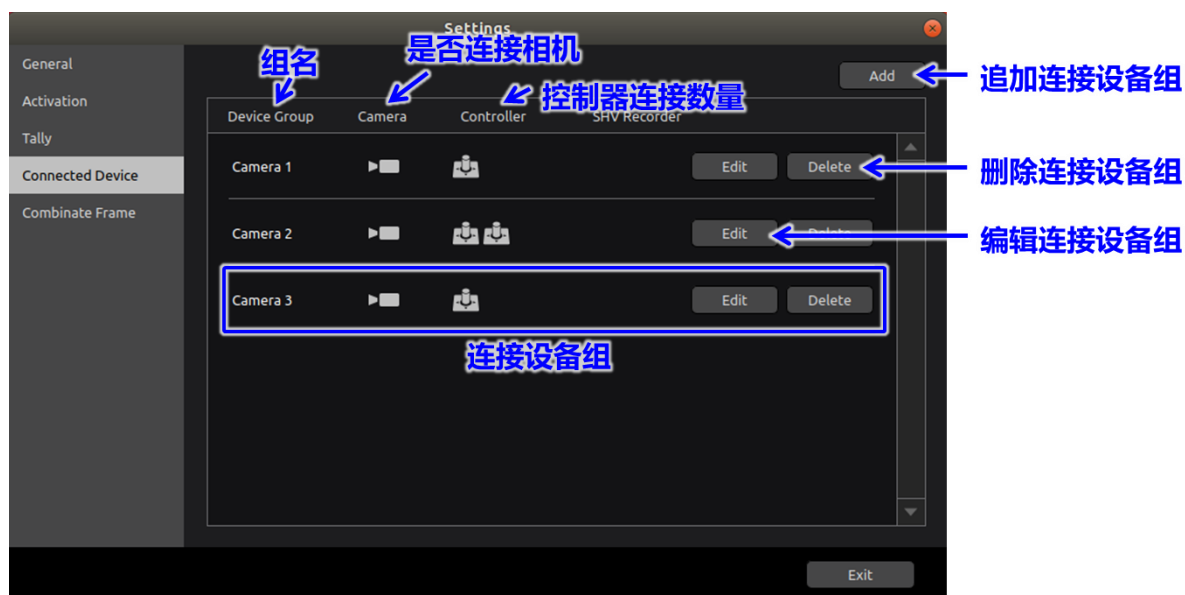 Settings
General
Activation
Tally
Connected Device
Combinate Frame
组名
是否连接相机
控制器连接数量
Add
追加连接设备组
Device Group Camera Controller SHV Recorder
Camera 1 Edit Delete
删除连接设备组
Camera 2 Edit Delete
编辑连接设备组
Camera 3 Edit Delete
连接设备组
Exit